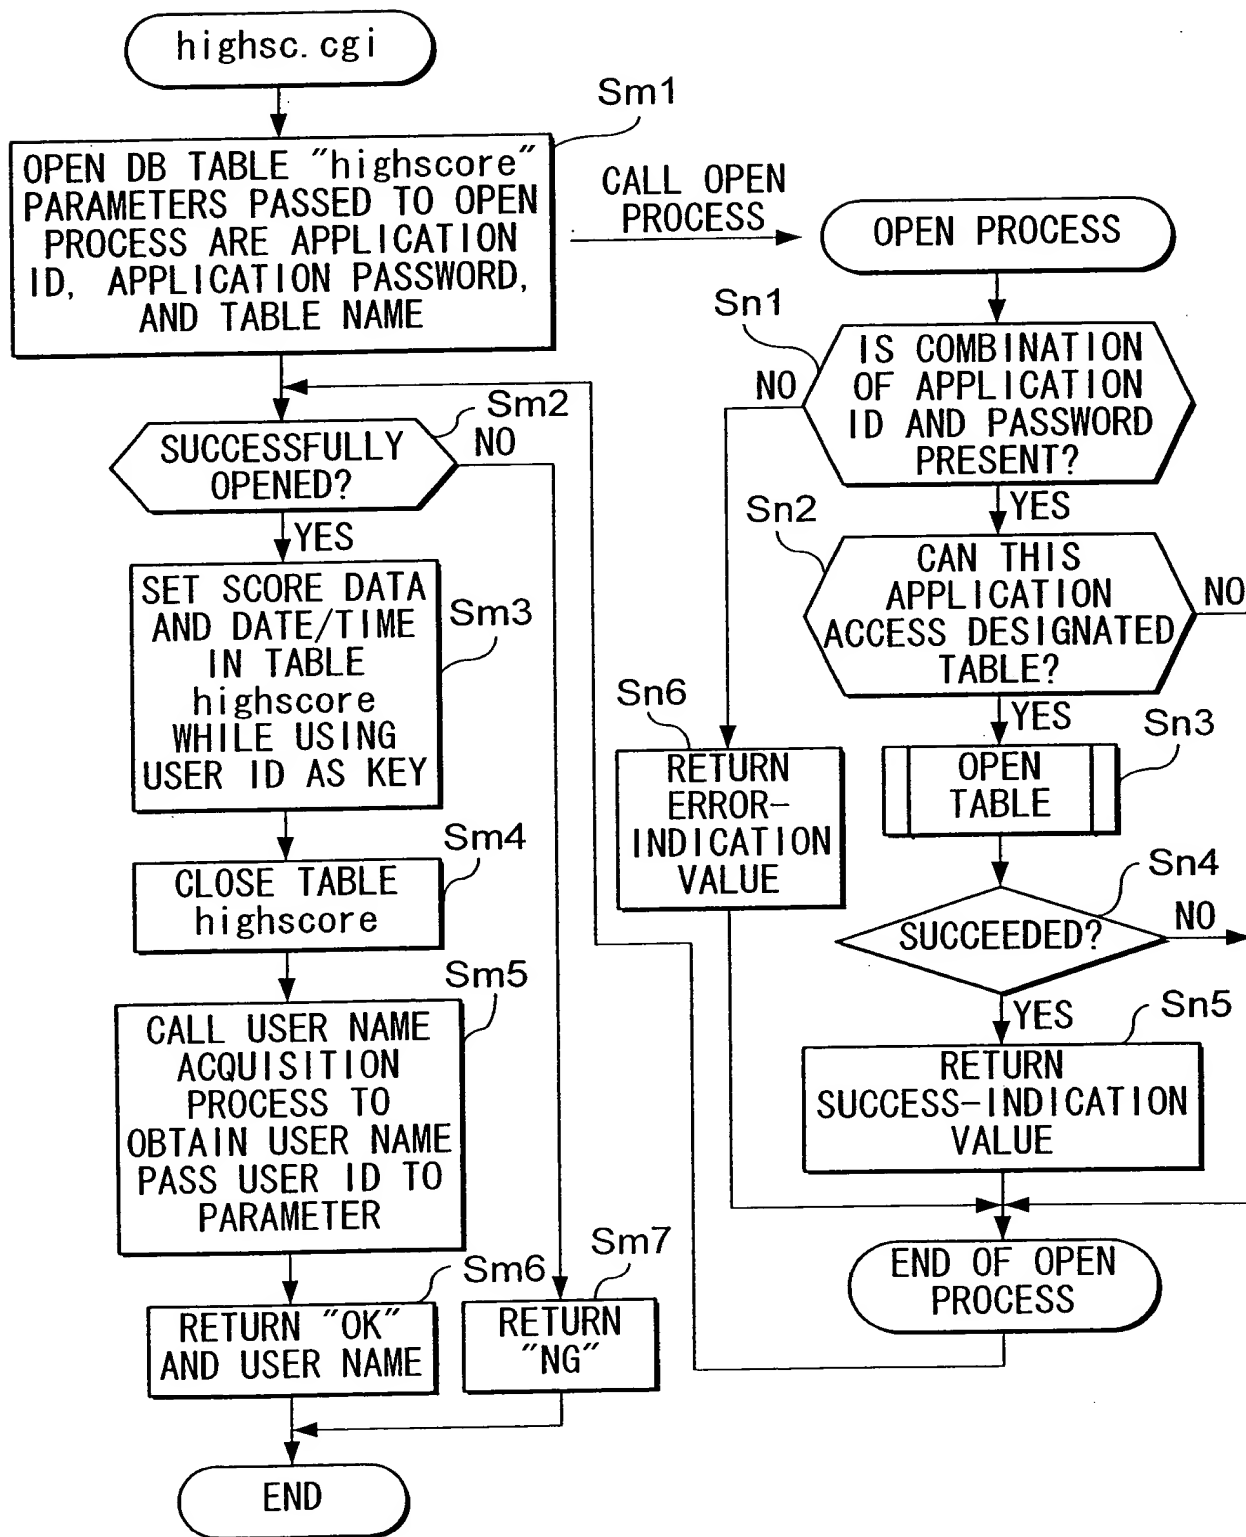 highsc.cgi
Sm1
OPEN DB TABLE "highscore"
PARAMETERS PASSED TO OPEN
PROCESS ARE APPLICATION
ID, APPLICATION PASSWORD,
AND TABLE NAME
CALL OPEN
PROCESS
Sm2
SUCCESSFULLY
OPENED?
NO
YES
SET SCORE DATA
AND DATE/TIME
IN TABLE
highscore
WHILE USING
USER ID AS KEY
Sm3
Sm4
CLOSE TABLE
highscore
Sm5
CALL USER NAME
ACQUISITION
PROCESS TO
OBTAIN USER NAME
PASS USER ID TO
PARAMETER
Sm6
RETURN "OK"
AND USER NAME
Sm7
RETURN
"NG"
END
OPEN PROCESS
Sn1
IS COMBINATION
OF APPLICATION
ID AND PASSWORD
PRESENT?
NO
YES
Sn2
CAN THIS
APPLICATION
ACCESS DESIGNATED
TABLE?
NO
YES
Sn6
RETURN
ERROR-
INDICATION
VALUE
Sn3
OPEN
TABLE
Sn4
SUCCEEDED?
NO
YES
Sn5
RETURN
SUCCESS-INDICATION
VALUE
END OF OPEN
PROCESS